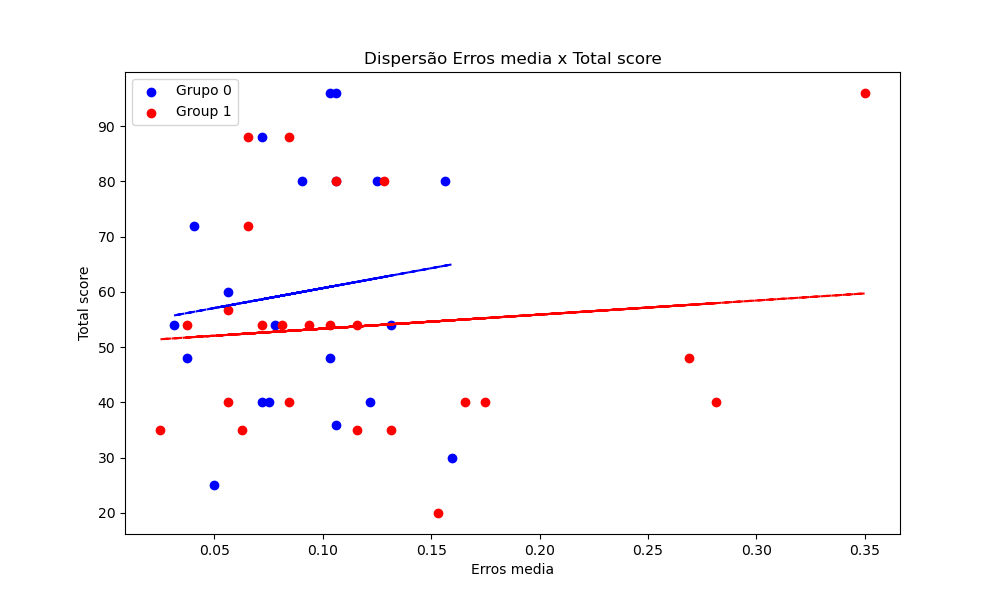 Dispersão Erros media x Total score
Grupo 0
Group 1
Total score
90
80
70
60
50
40
30
20
0.05 0.10 0.15 0.20 0.25 0.30 0.35
Erros media